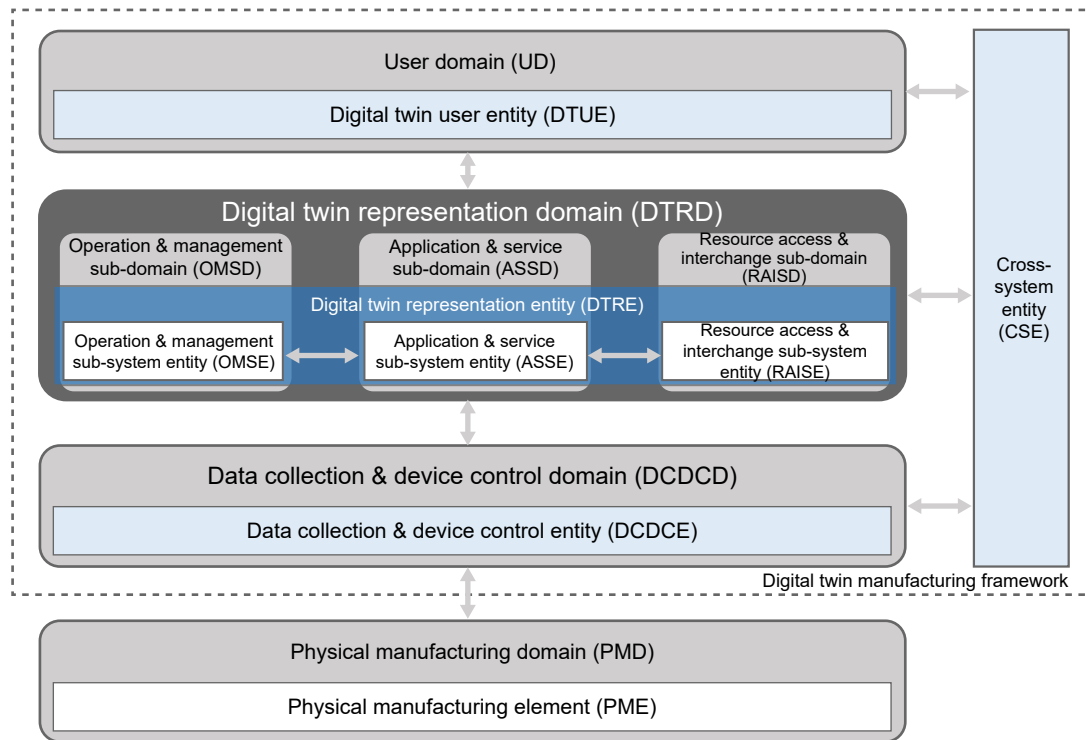 User domain (UD)
Digital twin user entity (DTUE)
Digital twin representation domain (DTRD)
Operation & management
sub-domain (OMSD)
Application & service
sub-domain (ASSD)
Resource access &
interchange sub-domain
(RAISD)
Digital twin representation entity (DTRE)
Operation & management
sub-system entity (OMSE)
Application & service
sub-system entity (ASSE)
Resource access &
interchange sub-system
entity (RAISE)
Cross-
system
entity
(CSE)
Data collection & device control domain (DCDCD)
Data collection & device control entity (DCDCE)
Digital twin manufacturing framework
Physical manufacturing domain (PMD)
Physical manufacturing element (PME)